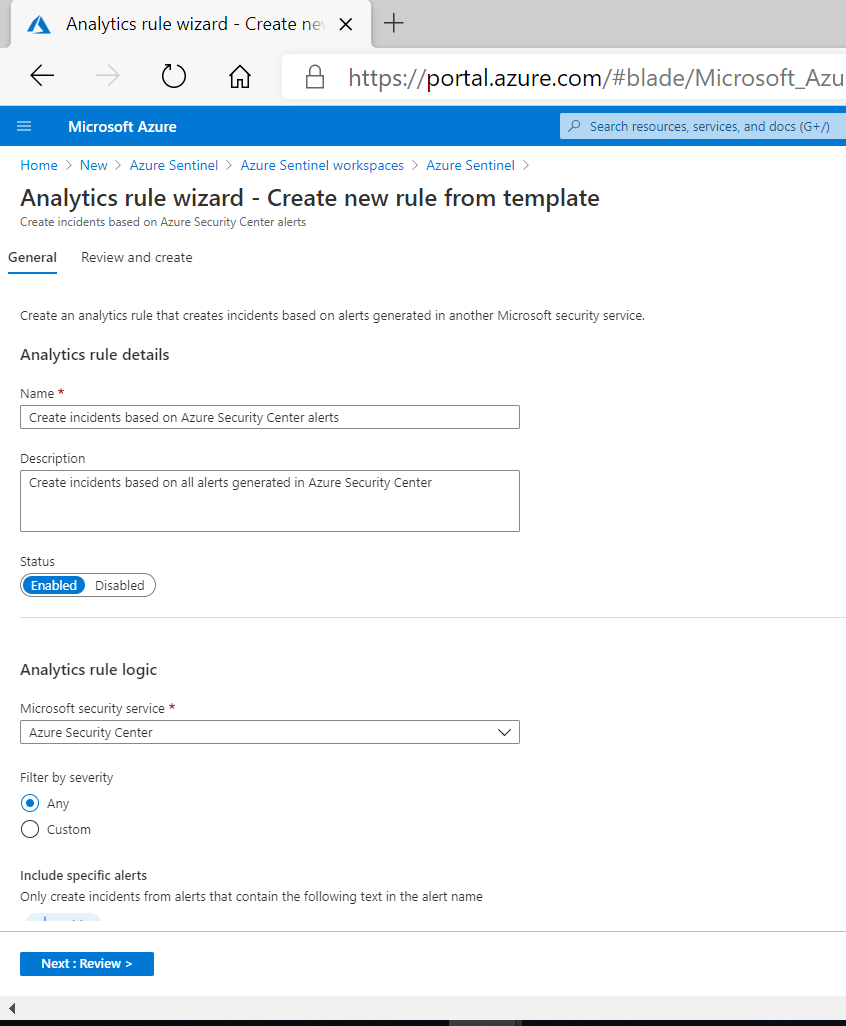 Analytics rule wizard - Create ne
https://portal.azure.com/#blade/Microsoft_Azu
Microsoft Azure
Search resources, services, and docs (G+/)
Home > New > Azure Sentinel > Azure Sentinel workspaces > Azure Sentinel >
Analytics rule wizard - Create new rule from template
Create incidents based on Azure Security Center alerts
General Review and create
Create an analytics rule that creates incidents based on alerts generated in another Microsoft security service.
Analytics rule details
Name *
Create incidents based on Azure Security Center alerts
Description
Create incidents based on all alerts generated in Azure Security Center
Status
Enabled Disabled
Analytics rule logic
Microsoft security service *
Azure Security Center
Filter by severity
Any
Custom
Include specific alerts
Only create incidents from alerts that contain the following text in the alert name
Next : Review >